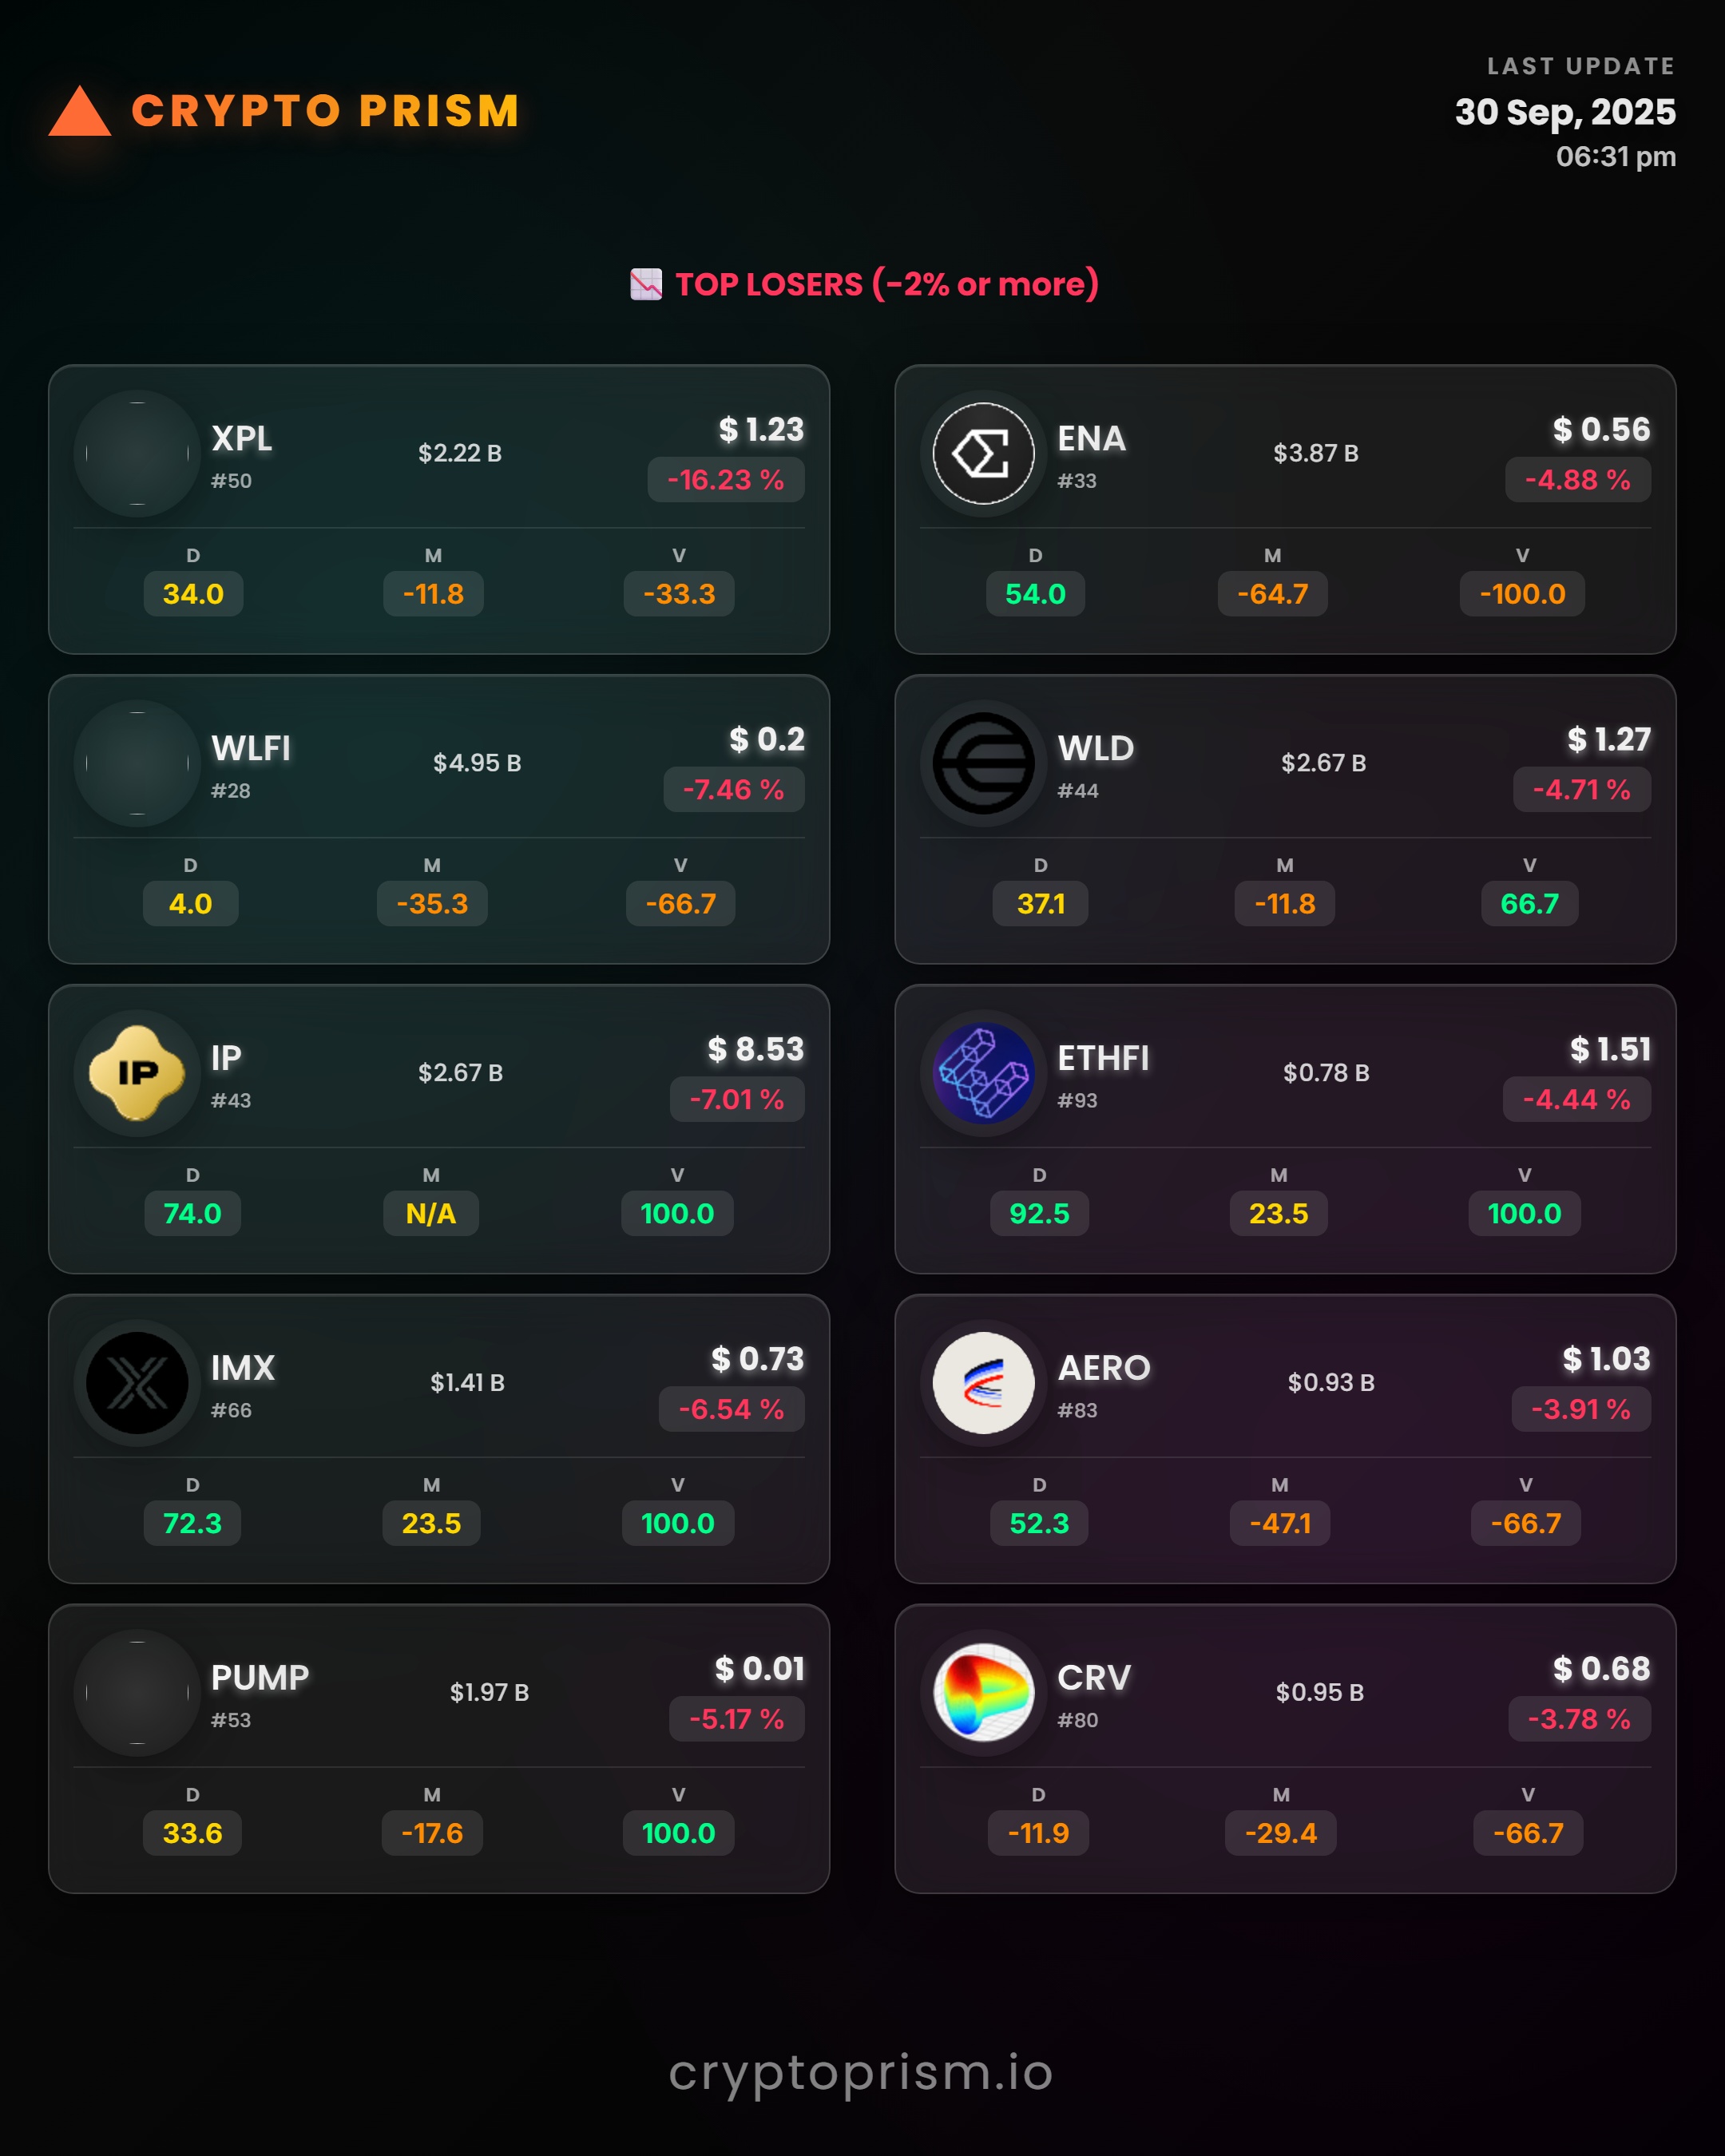 CRYPTO PRISM
LAST UPDATE
30 Sep, 2025
06:31 pm
TOP LOSERS (-2% or more)
XPL
#50
$2.22 B
$ 1.23
-16.23 %
D M V
34.0 -11.8 -33.3
ENA
#33
$3.87 B
$ 0.56
-4.88 %
D M V
54.0 -64.7 -100.0
WLFI
#28
$4.95 B
$ 0.2
-7.46 %
D M V
4.0 -35.3 -66.7
WLD
#44
$2.67 B
$ 1.27
-4.71 %
D M V
37.1 -11.8 66.7
IP
IP
#43
$2.67 B
$ 8.53
-7.01 %
D M V
74.0 N/A 100.0
ETHFI
#93
$0.78 B
$ 1.51
-4.44 %
D M V
92.5 23.5 100.0
IMX
#66
$1.41 B
$ 0.73
-6.54 %
D M V
72.3 23.5 100.0
AERO
#83
$0.93 B
$ 1.03
-3.91 %
D M V
52.3 -47.1 -66.7
PUMP
#53
$1.97 B
$ 0.01
-5.17 %
D M V
33.6 -17.6 100.0
CRV
#80
$0.95 B
$ 0.68
-3.78 %
D M V
-11.9 -29.4 -66.7
cryptoprism.io